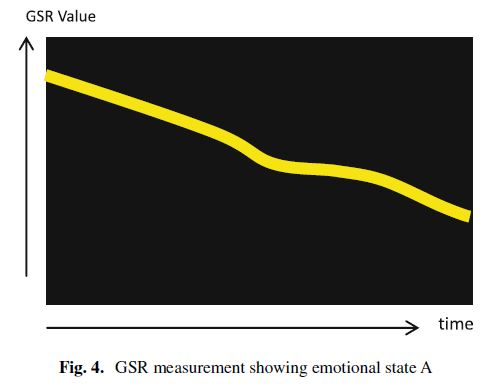 GSR Value
time
Fig. 4. GSR measurement showing emotional state A